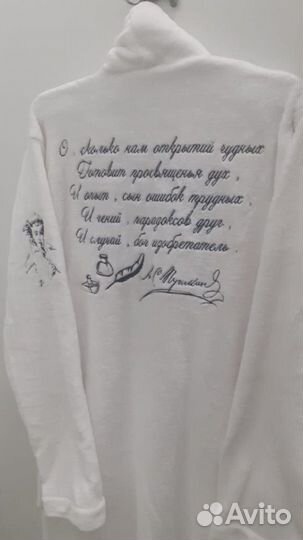 О, сколько нам открытий чудных
Готовит просвещенья дух,
И опыт, сын ошибок трудных,
И гений, парадоксов друг,
И случай, бог изобретатель.
А.С.Пушкин
Avito